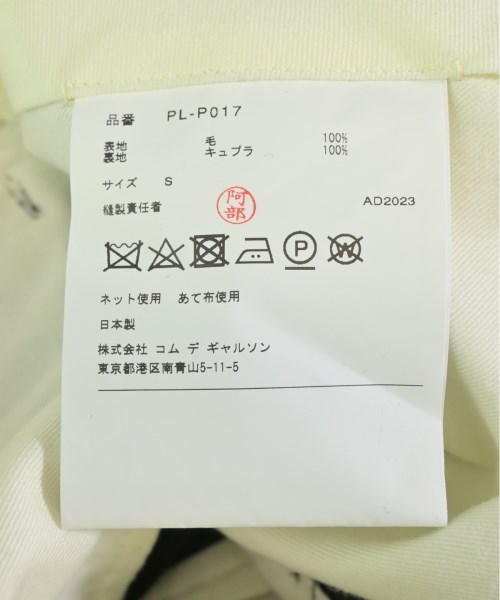 品番 PL-P017
表地 毛 100%
裏地 キュプラ 100%
サイズ S
縫製責任者 阿部 AD2023
P W
ネット使用 あて布使用
日本製
株式会社 コム デ ギャルソン
東京都港区南青山5-11-5